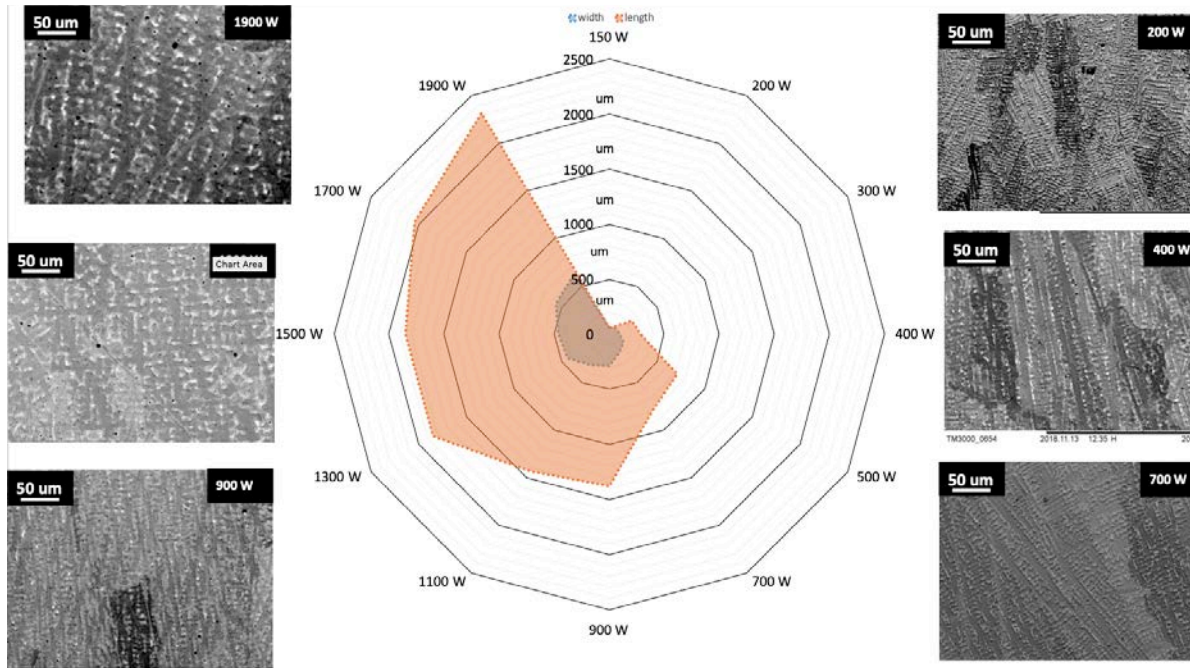 width length
150 W
200 W
300 W
400 W
500 W
700 W
900 W
1100 W
1300 W
1500 W
1700 W
1900 W
2500
um
2000
um
1500
um
1000
um
500
um
0
50 um 1900 W
50 um Chart Area
50 um 900 W
50 um 200 W
50 um 400 W
TM3000_0654 2018.11.13 12:35 H 20
50 um 700 W